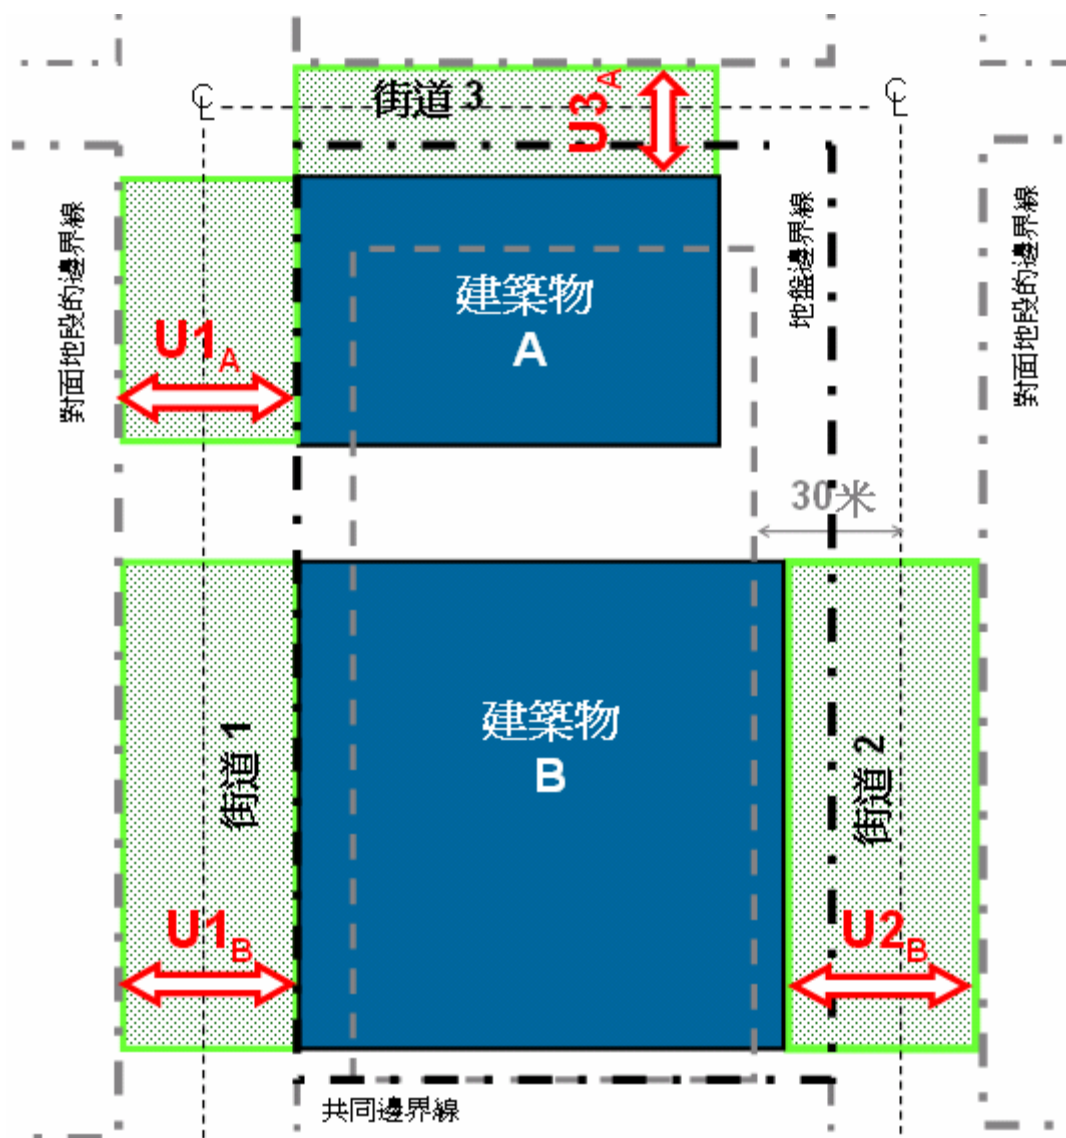 街道 3
U3A
℄
℄
對面地段的邊界線
地盤邊界線
對面地段的邊界線
建築物
A
U1A
30米
建築物
B
街道 1
街道 2
U1B
U2B
共同邊界線